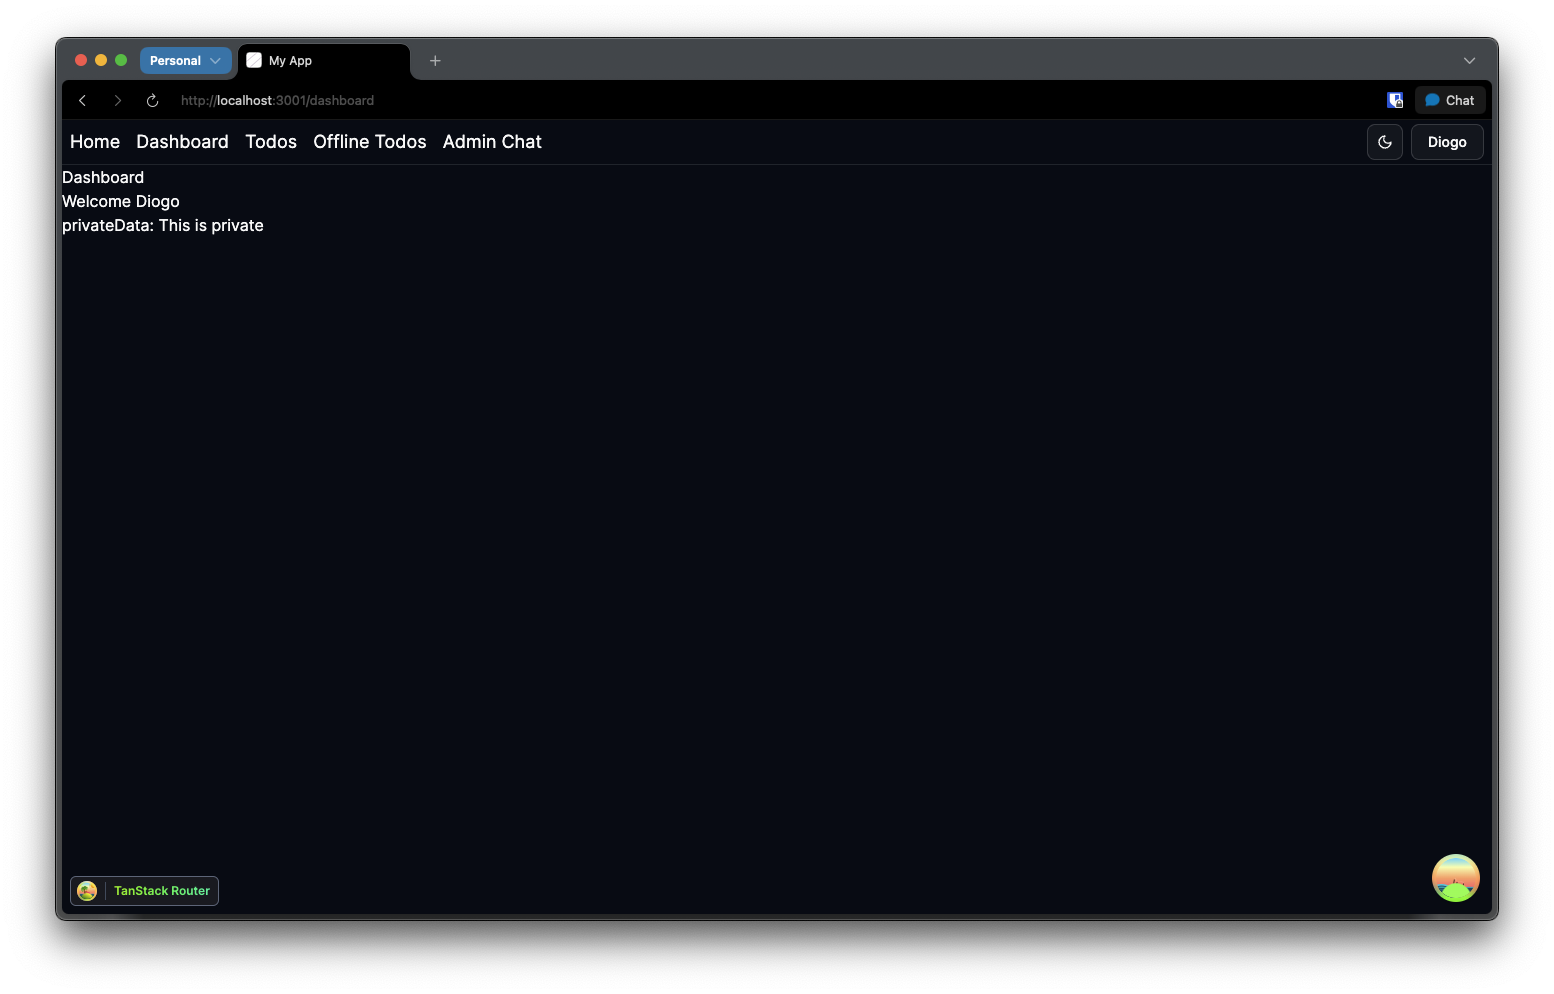 Personal
My App
http://localhost:3001/dashboard
Chat
Home Dashboard Todos Offline Todos Admin Chat
Diogo
Dashboard
Welcome Diogo
privateData: This is private
TanStack Router